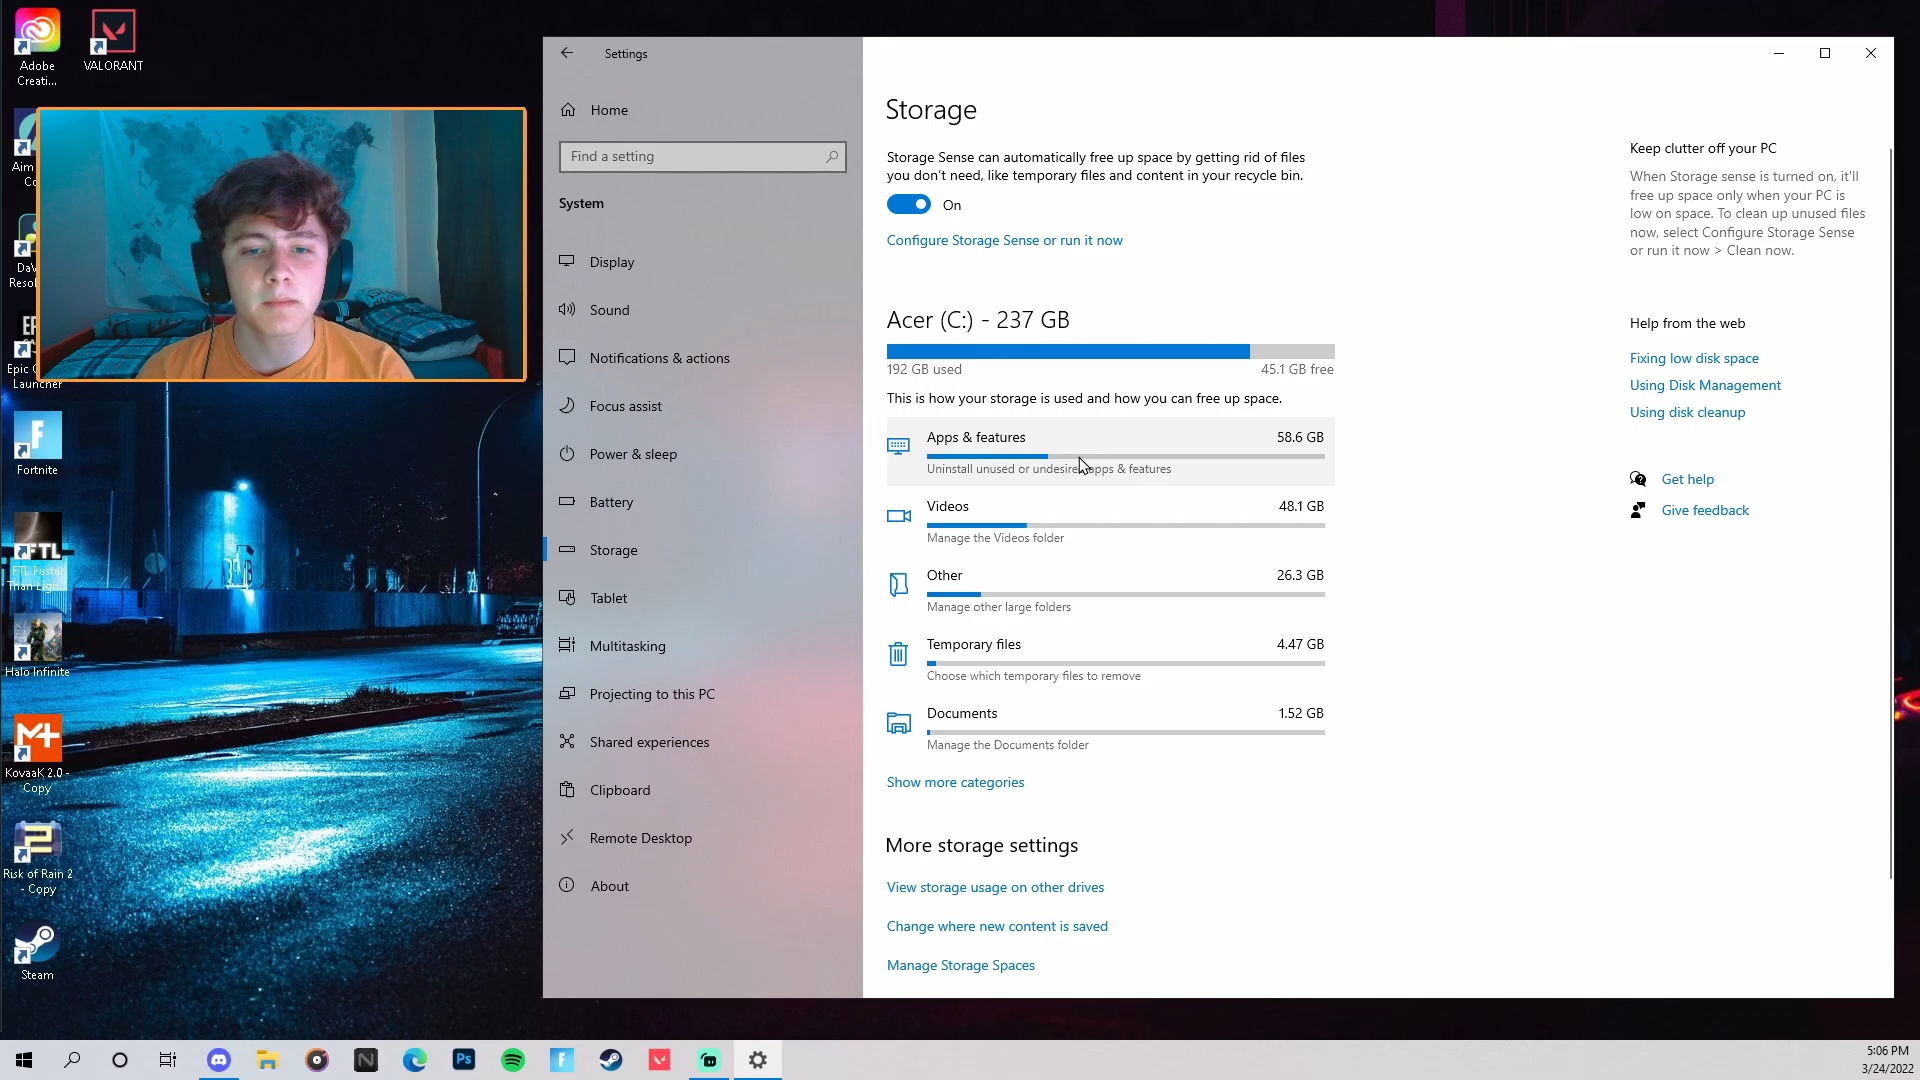 Adobe
Creati...
VALORANT
Aim
Co
DaV
Resol
Epic G
Launcher
Fortnite
FTL
FTL Faster
Than Ligh...
Halo Infinite
KovaaK 2.0 -
Copy
Risk of Rain 2
- Copy
Steam
Settings
Home
Find a setting
System
Display
Sound
Notifications & actions
Focus assist
Power & sleep
Battery
Storage
Tablet
Multitasking
Projecting to this PC
Shared experiences
Clipboard
Remote Desktop
About
Storage
Storage Sense can automatically free up space by getting rid of files
you don't need, like temporary files and content in your recycle bin.
On
Configure Storage Sense or run it now
Acer (C:) - 237 GB
192 GB used
45.1 GB free
This is how your storage is used and how you can free up space.
Apps & features
58.6 GB
Uninstall unused or undesired apps & features
Videos
48.1 GB
Manage the Videos folder
Other
26.3 GB
Manage other large folders
Temporary files
4.47 GB
Choose which temporary files to remove
Documents
1.52 GB
Manage the Documents folder
Show more categories
More storage settings
View storage usage on other drives
Change where new content is saved
Manage Storage Spaces
Keep clutter off your PC
When Storage sense is turned on, it'll
free up space only when your PC is
low on space. To clean up unused files
now, select Configure Storage Sense
or run it now > Clean now.
Help from the web
Fixing low disk space
Using Disk Management
Using disk cleanup
Get help
Give feedback
Ps
5:06 PM
3/24/2022